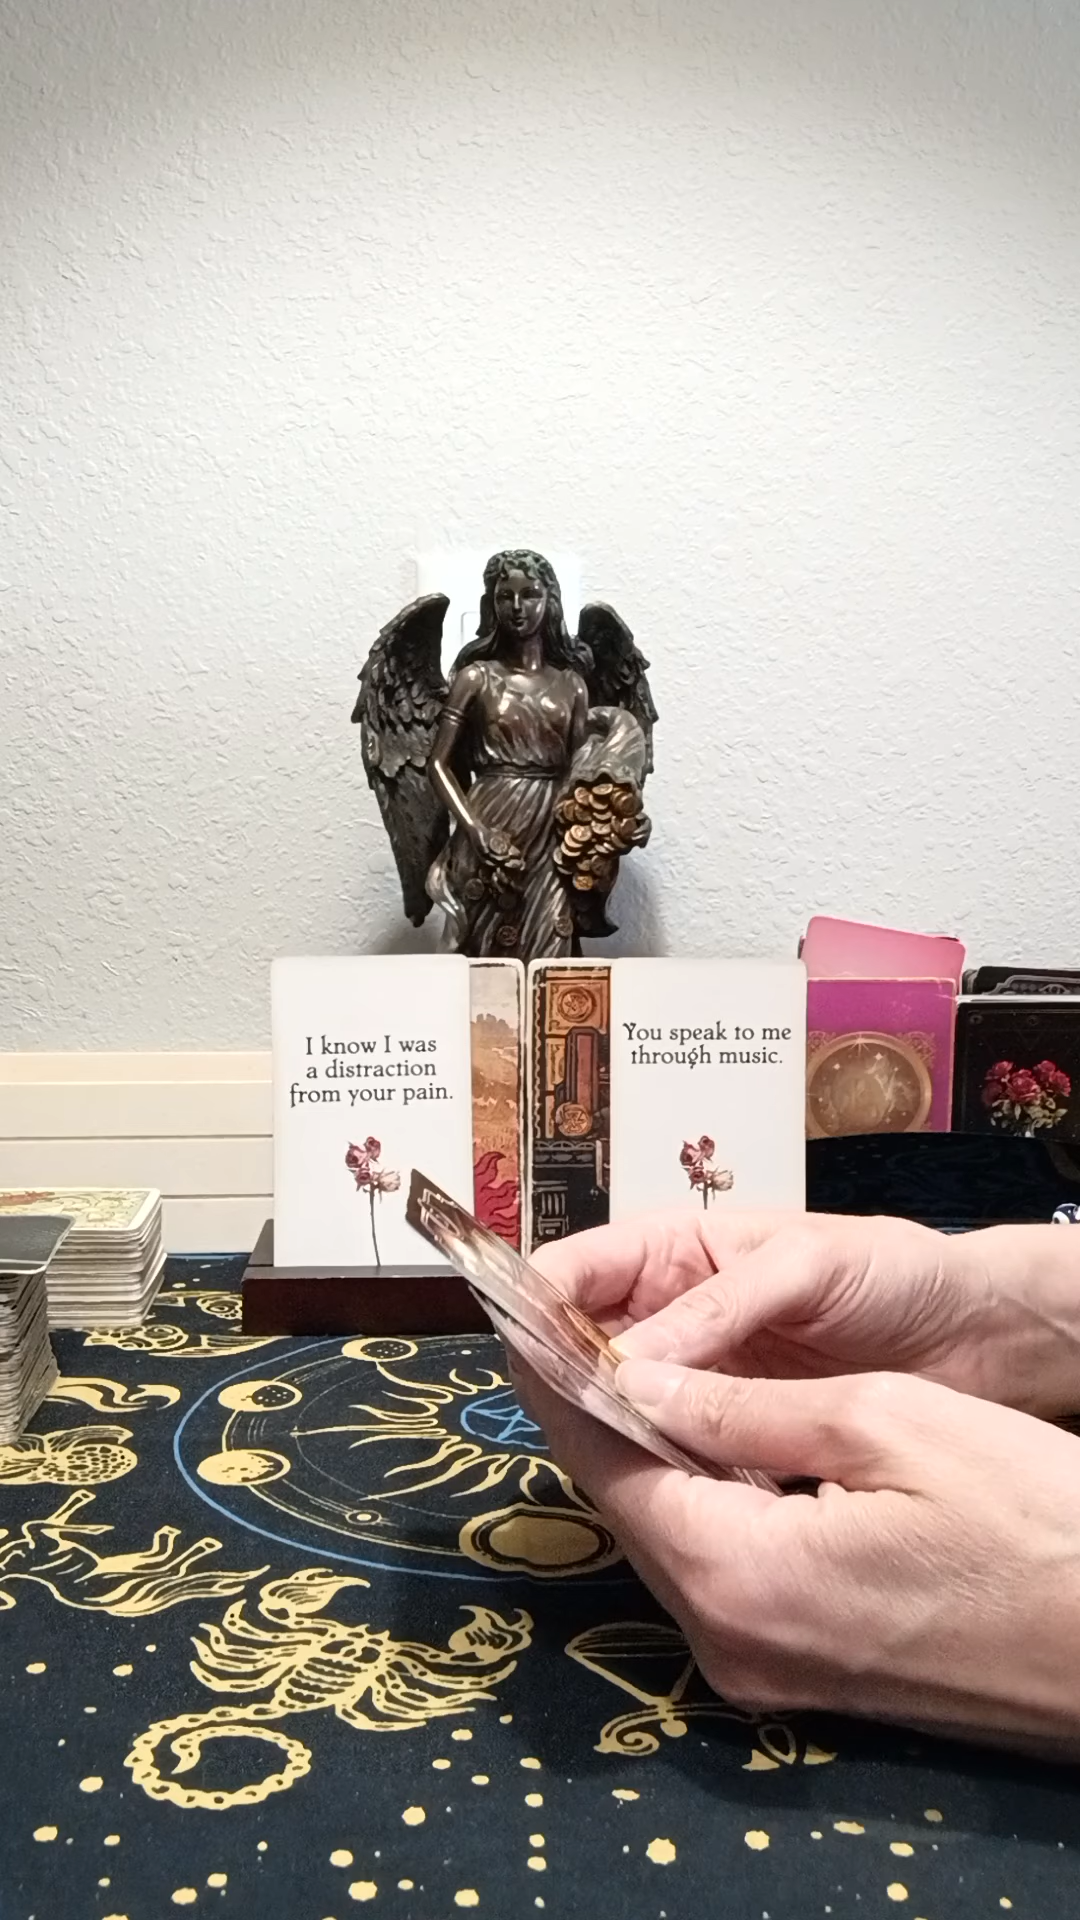 I know I was
a distraction
from your pain.
You speak to me
through music.